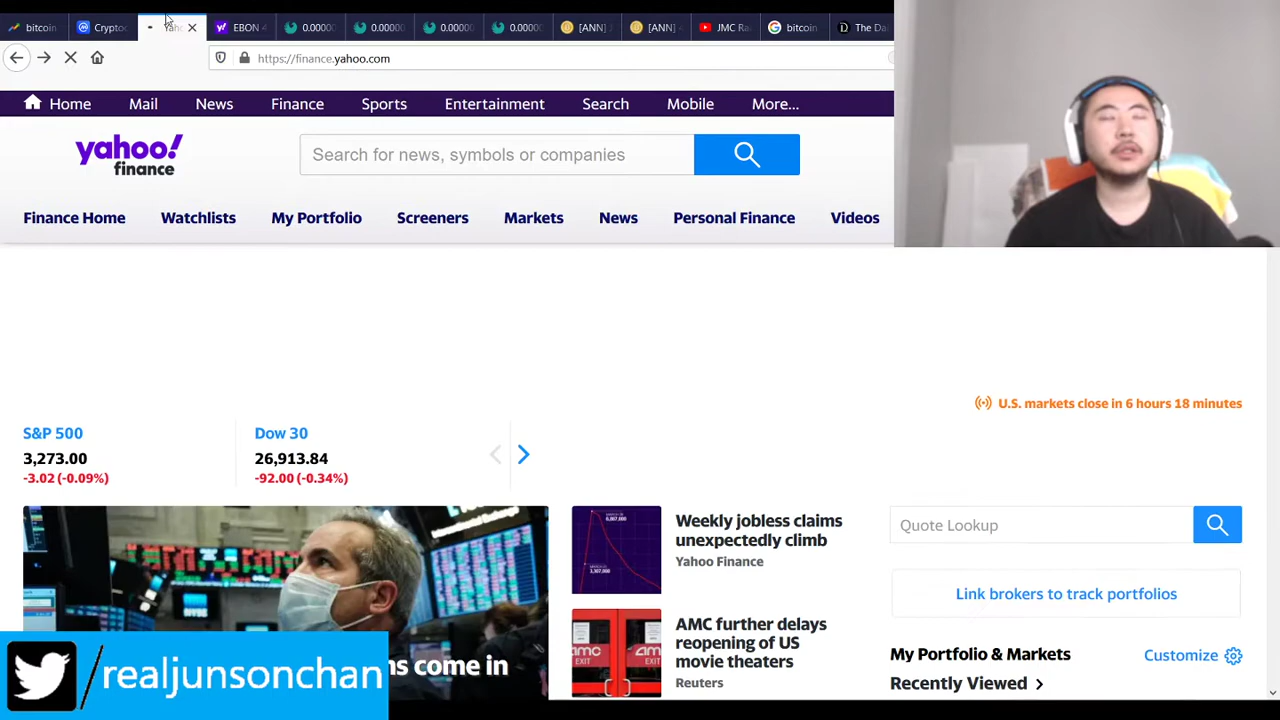 bitcoin
Crypto
Yaho
EBON
0.0000
0.0000
0.0000
0.0000
[ANN]
[ANN]
JMC Ra
bitcoin
The Da
https://finance.yahoo.com
Home Mail News Finance Sports Entertainment Search Mobile More...
yahoo!
finance
Search for news, symbols or companies
Finance Home Watchlists My Portfolio Screeners Markets News Personal Finance Videos
U.S. markets close in 6 hours 18 minutes
S&P 500
3,273.00
-3.02 (-0.09%)
Dow 30
26,913.84
-92.00 (-0.34%)
Weekly jobless claims
unexpectedly climb
Yahoo Finance
AMC further delays
reopening of US
movie theaters
Reuters
Quote Lookup
Link brokers to track portfolios
My Portfolio & Markets
Customize
Recently Viewed
s come in
/realjunsonchan